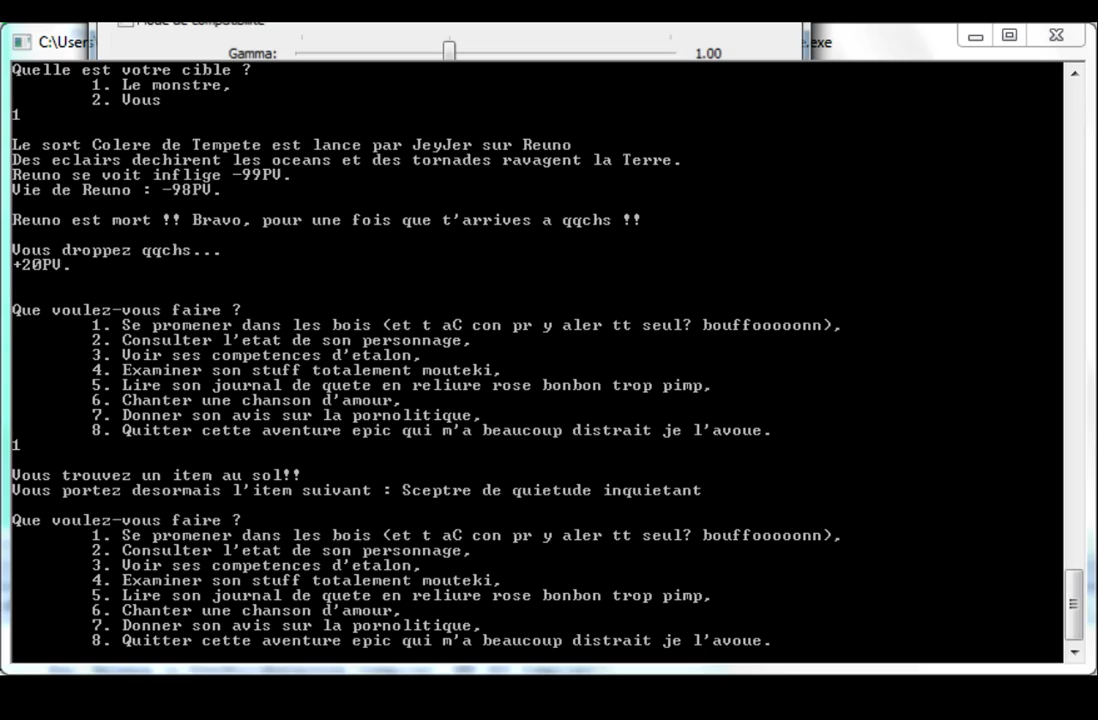 Mode de compatibilité
C:\Users
.exe
Gamma:
1.00
Quelle est votre cible ?
1. Le monstre,
2. Vous
1
Le sort Colere de Tempete est lance par JeyJer sur Reuno
Des eclairs dechirent les oceans et des tornades ravagent la Terre.
Reuno se voit inflige -99PV.
Vie de Reuno : -98PV.
Reuno est mort !! Bravo, pour une fois que t'arrives a qqchs !!
Vous droppez qqchs...
+20PV.
Que voulez-vous faire ?
1. Se promener dans les bois (et t aC con pr y aler tt seul? bouffooooonn),
2. Consulter l'etat de son personnage,
3. Voir ses competences d'etalon,
4. Examiner son stuff totalement mouteki,
5. Lire son journal de quete en reliure rose bonbon trop pimp,
6. Chanter une chanson d'amour,
7. Donner son avis sur la pornolitique,
8. Quitter cette aventure epic qui m'a beaucoup distrait je l'avoue.
1
Vous trouvez un item au sol!!
Vous portez desormais l'item suivant : Sceptre de quietude inquietant
Que voulez-vous faire ?
1. Se promener dans les bois (et t aC con pr y aler tt seul? bouffooooonn),
2. Consulter l'etat de son personnage,
3. Voir ses competences d'etalon,
4. Examiner son stuff totalement mouteki,
5. Lire son journal de quete en reliure rose bonbon trop pimp,
6. Chanter une chanson d'amour,
7. Donner son avis sur la pornolitique,
8. Quitter cette aventure epic qui m'a beaucoup distrait je l'avoue.